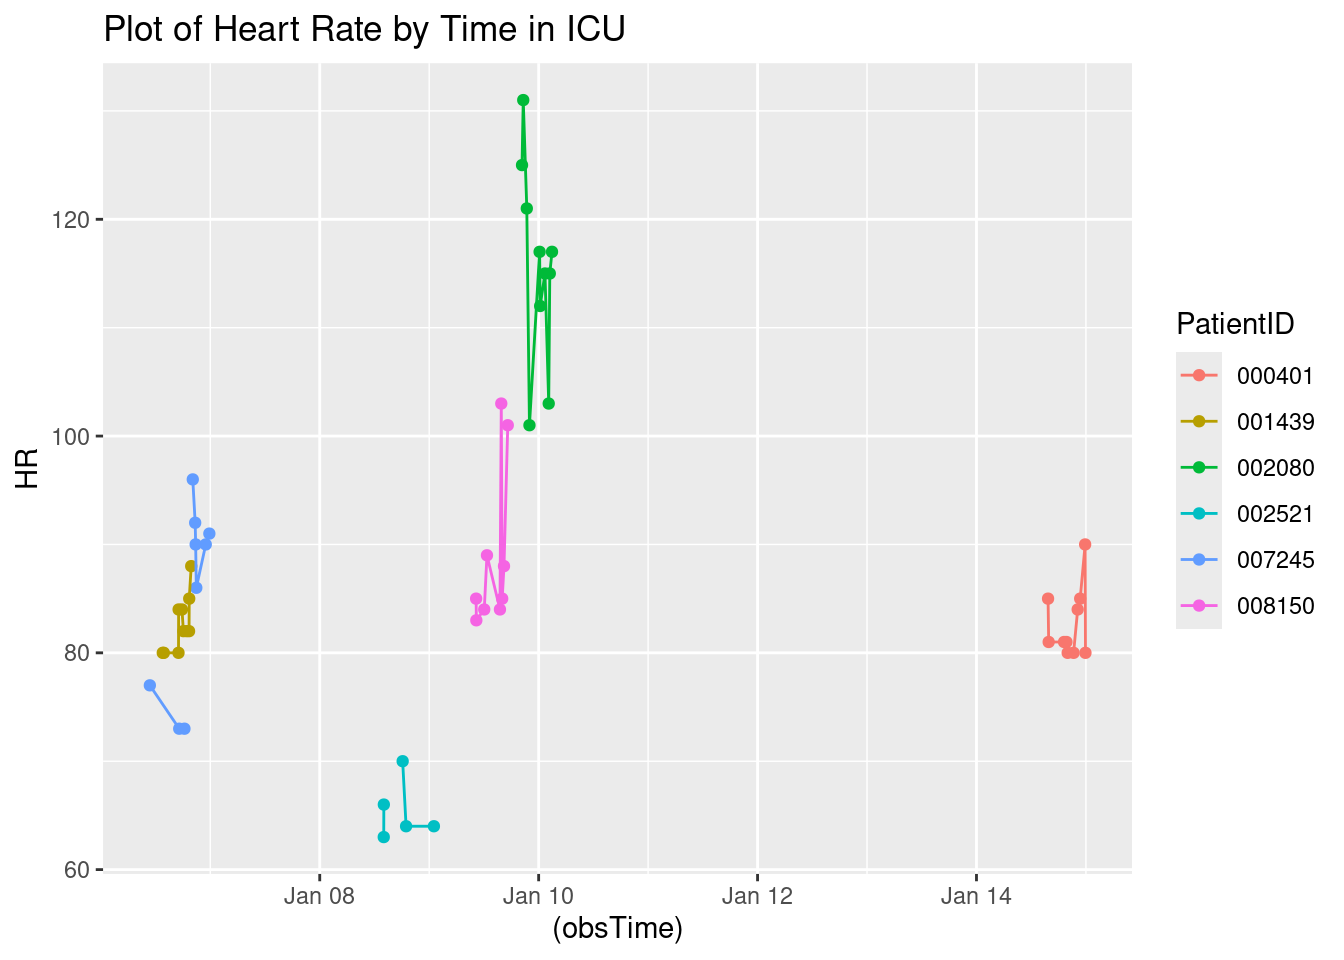 Plot of Heart Rate by Time in ICU
120
100
80
60
HR
Jan 08
Jan 10
Jan 12
Jan 14
(obsTime)
PatientID
000401
001439
002080
002521
007245
008150